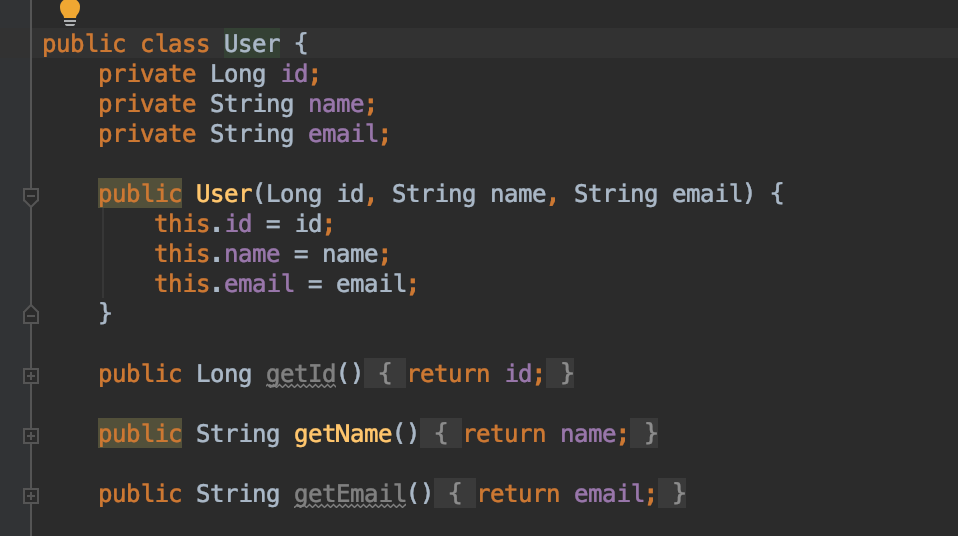 public class User {
private Long id;
private String name;
private String email;
public User(Long id, String name, String email) {
this.id = id;
this.name = name;
this.email = email;
}
public Long getId() { return id; }
public String getName() { return name; }
public String getEmail() { return email; }